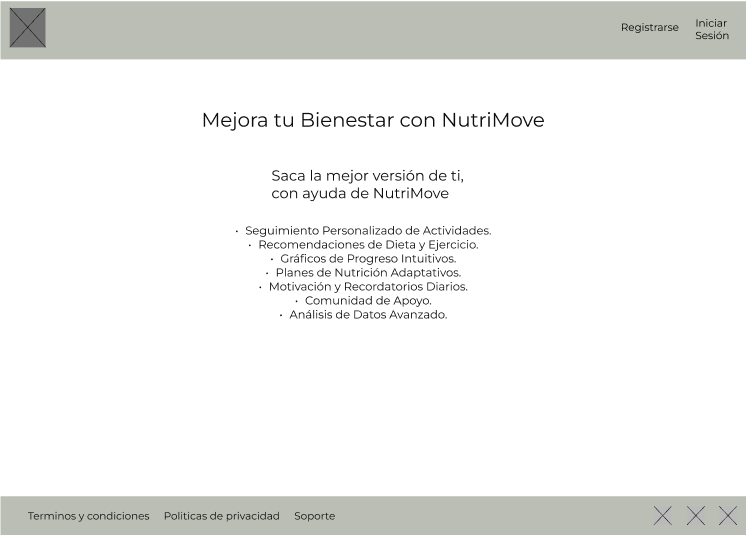 Registrarse
Iniciar
Sesión
Mejora tu Bienestar con NutriMove
Saca la mejor versión de ti,
con ayuda de NutriMove
• Seguimiento Personalizado de Actividades.
• Recomendaciones de Dieta y Ejercicio.
• Gráficos de Progreso Intuitivos.
• Planes de Nutrición Adaptativos.
• Motivación y Recordatorios Diarios.
• Comunidad de Apoyo.
• Análisis de Datos Avanzado.
Terminos y condiciones Politicas de privacidad Soporte